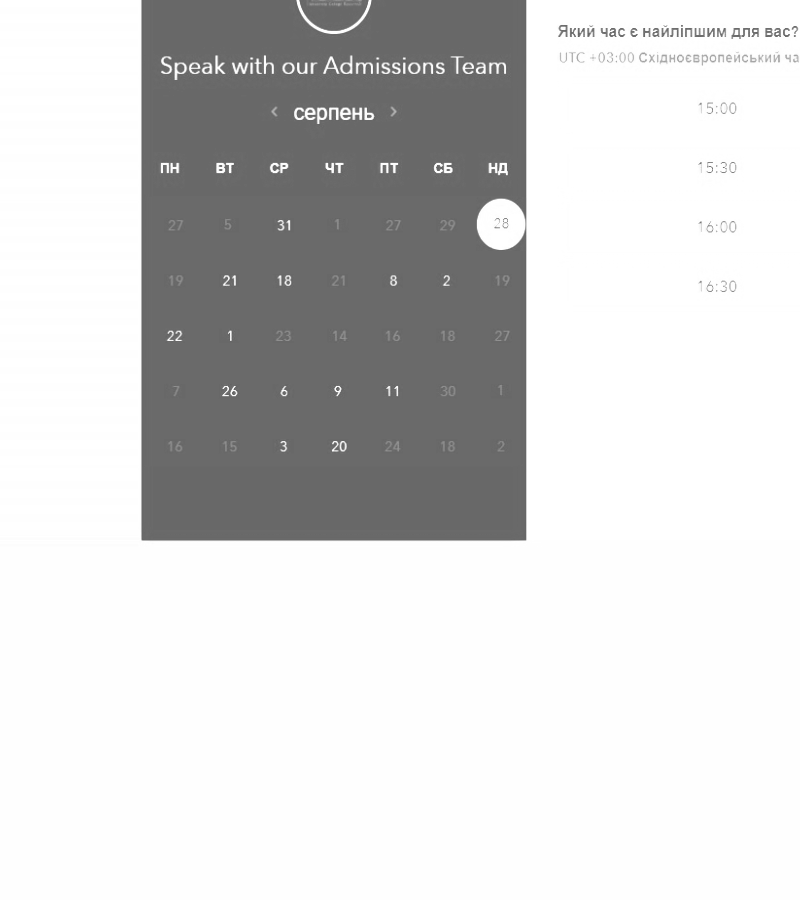 Speak with our Admissions Team
< серпень >
ПН ВТ СР ЧТ ПТ СБ НД
27 5 31 1 27 29 28
19 21 18 21 8 2 19
22 1 23 14 16 18 27
7 26 6 9 11 30 1
16 15 3 20 24 18 2
Який час є найліпшим для вас?
UTC +03:00 Східноєвропейський ча
15:00
15:30
16:00
16:30